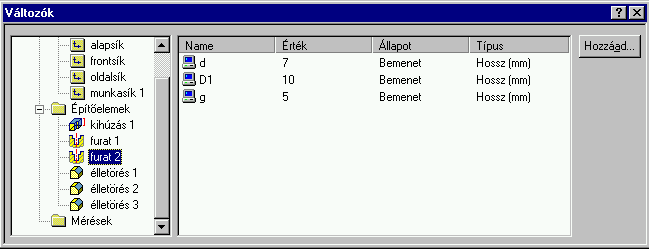 Változók
alapsík
frontsík
oldalsík
munkasík 1
Építőelemek
kihúzás 1
furat 1
furat 2
élletörés 1
élletörés 2
élletörés 3
Mérések
Name Érték Állapot Típus
d 7 Bemenet Hossz (mm)
D1 10 Bemenet Hossz (mm)
g 5 Bemenet Hossz (mm)
Hozzáad...